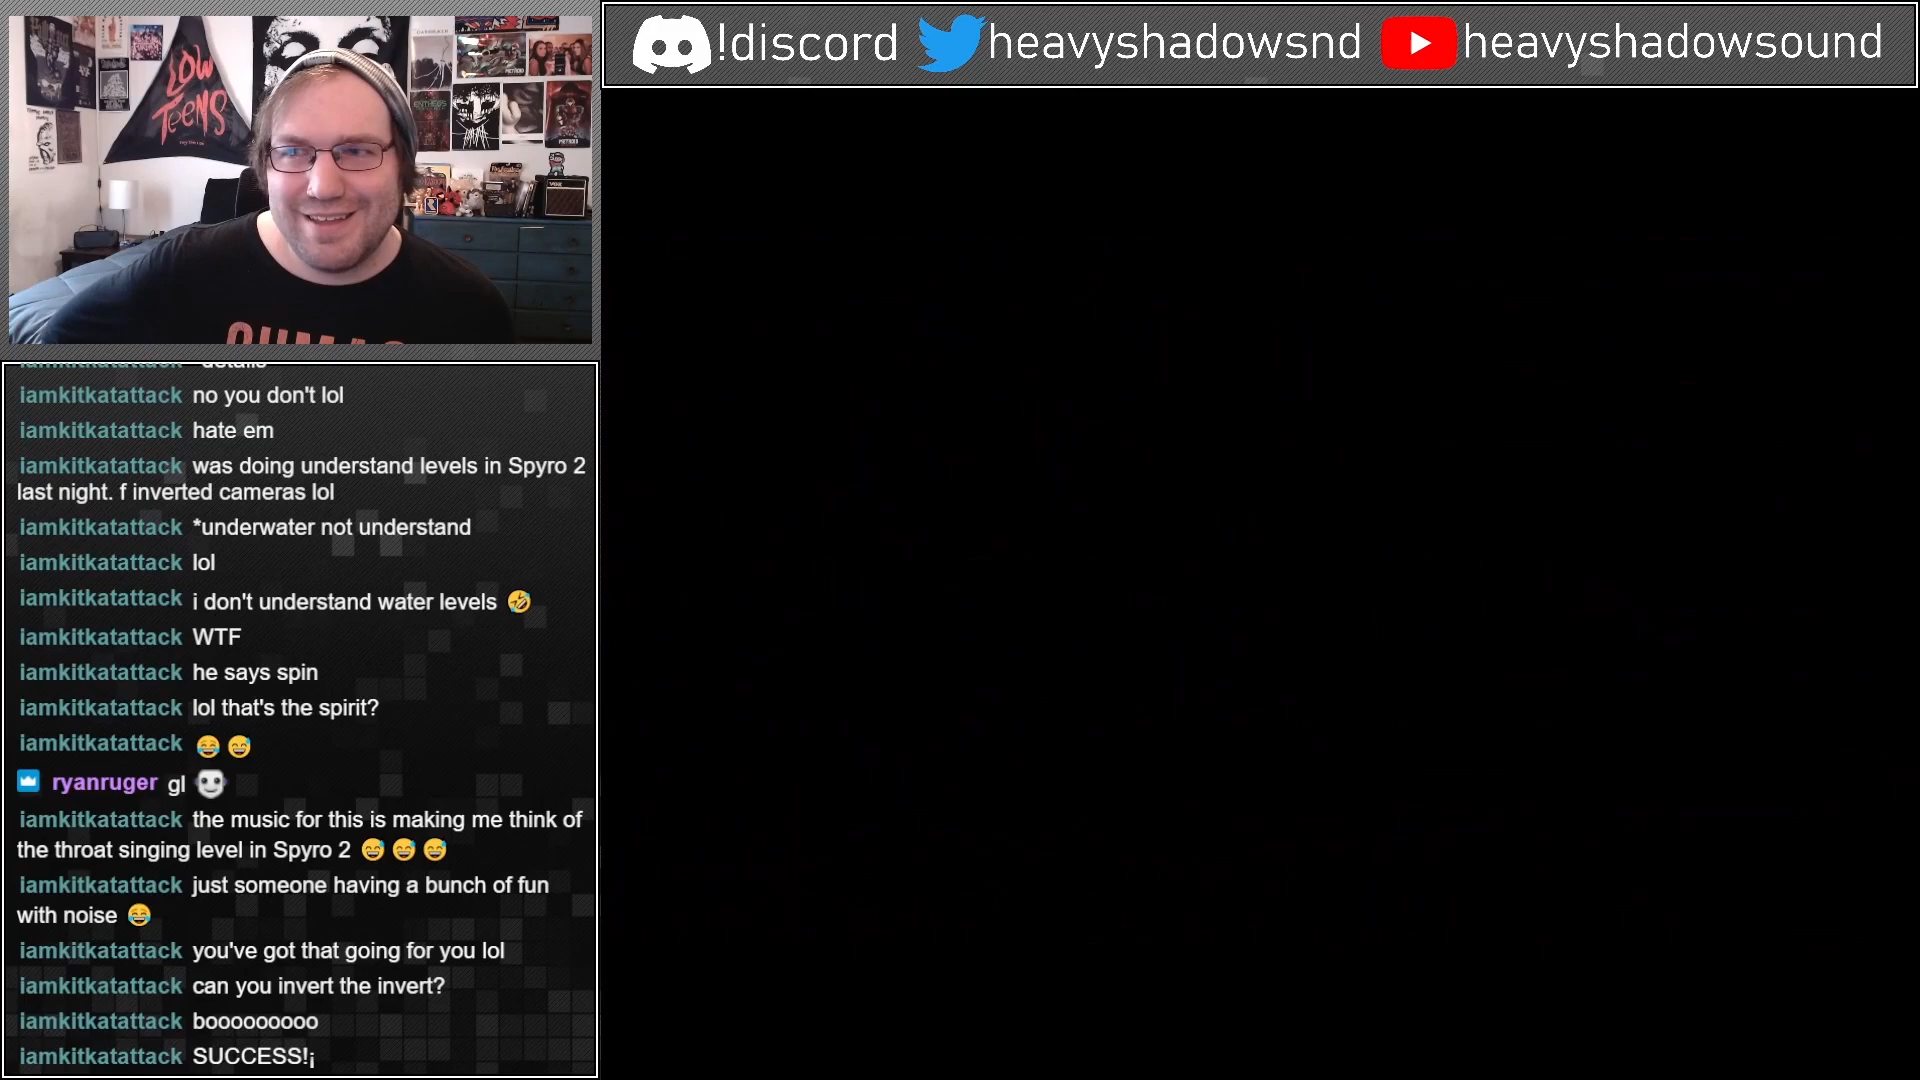 !discord heavyshadowsnd heavyshadowsound
LOW
TEENS
ENTHEOS
METROID
iamkitkatattack no you don't lol
iamkitkatattack hate em
iamkitkatattack was doing understand levels in Spyro 2
last night. f inverted cameras lol
iamkitkatattack *underwater not understand
iamkitkatattack lol
iamkitkatattack i don't understand water levels 🤣
iamkitkatattack WTF
iamkitkatattack he says spin
iamkitkatattack lol that's the spirit?
iamkitkatattack 😂 😅
ryanruger gl
iamkitkatattack the music for this is making me think of
the throat singing level in Spyro 2 😅 😅 😅
iamkitkatattack just someone having a bunch of fun
with noise 😂
iamkitkatattack you've got that going for you lol
iamkitkatattack can you invert the invert?
iamkitkatattack booooooooo
iamkitkatattack SUCCESS!¡